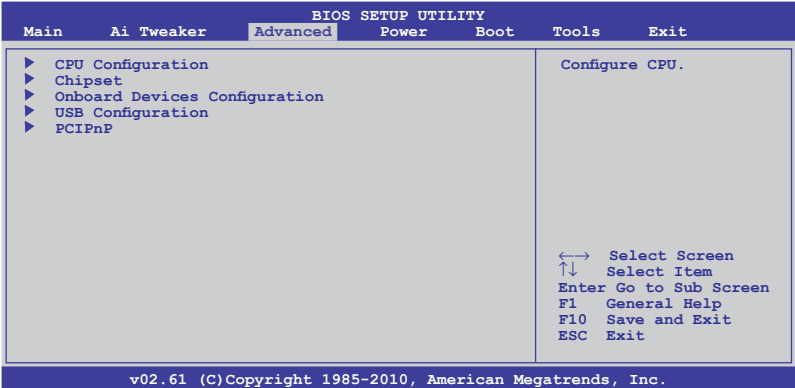 BIOS SETUP UTILITY
Main Ai Tweaker Advanced Power Boot Tools Exit
CPU Configuration
Chipset
Onboard Devices Configuration
USB Configuration
PCIPnP
Configure CPU.
←→ Select Screen
↑↓ Select Item
Enter Go to Sub Screen
F1 General Help
F10 Save and Exit
ESC Exit
v02.61 (C)Copyright 1985-2010, American Megatrends, Inc.